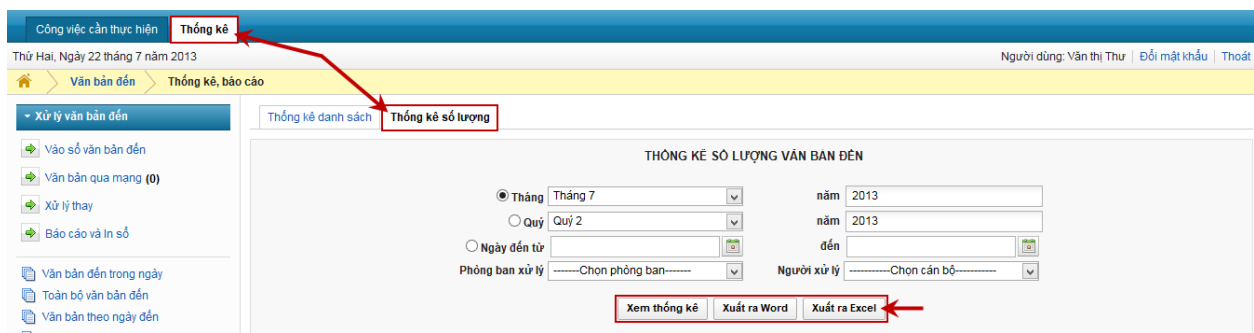 Công việc cần thực hiện Thống kê
Thứ Hai, Ngày 22 tháng 7 năm 2013 Người dùng: Văn thị Thư | Đổi mật khẩu | Thoát
Văn bản đến Thống kê, báo cáo
Xử lý văn bản đến
Thống kê danh sách Thống kê số lượng
Vào sổ văn bản đến
Văn bản qua mạng (0)
Xử lý thay
Báo cáo và In sổ
Văn bản đến trong ngày
Toàn bộ văn bản đến
Văn bản theo ngày đến
THỐNG KÊ SỐ LƯỢNG VĂN BẢN ĐẾN
Tháng Tháng 7 năm 2013
Quý Quý 2 năm 2013
Ngày đến từ đến
Phòng ban xử lý -------Chọn phòng ban------- Người xử lý -----------Chọn cán bộ-----------
Xem thống kê Xuất ra Word Xuất ra Excel